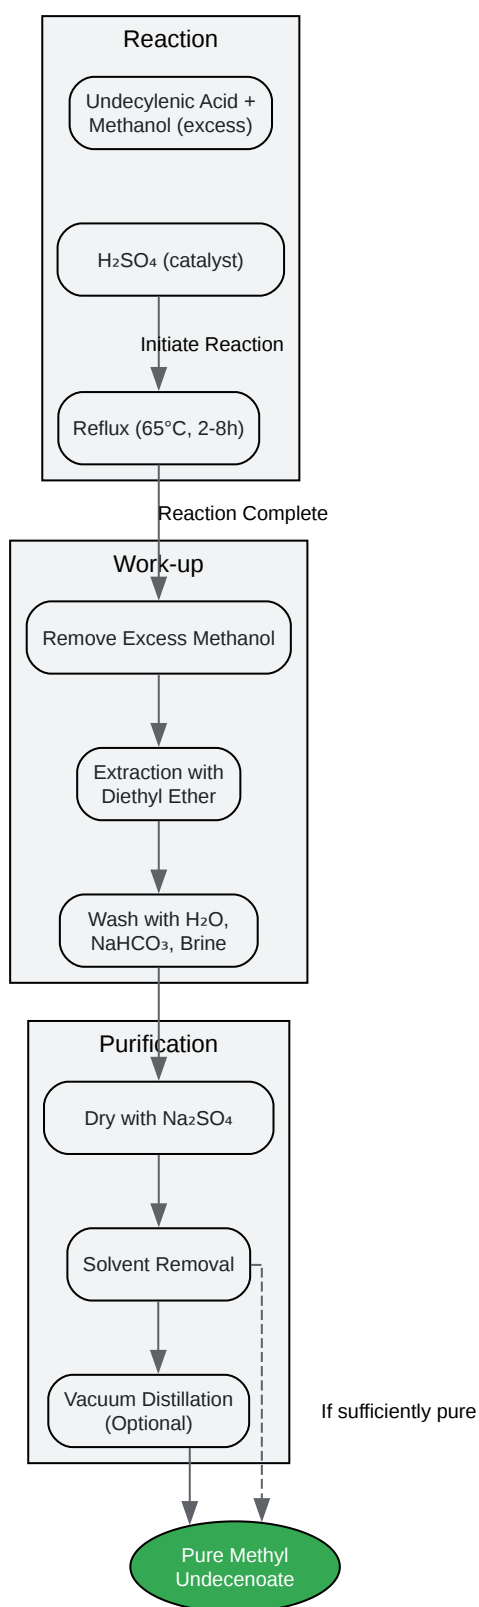 Reaction
Undecylenic Acid +
Methanol (excess)
H₂SO₄ (catalyst)
Initiate Reaction
Reflux (65°C, 2-8h)
Reaction Complete
Work-up
Remove Excess Methanol
Extraction with
Diethyl Ether
Wash with H₂O,
NaHCO₃, Brine
Purification
Dry with Na₂SO₄
Solvent Removal
Vacuum Distillation
(Optional)
If sufficiently pure
Pure Methyl
Undecenoate